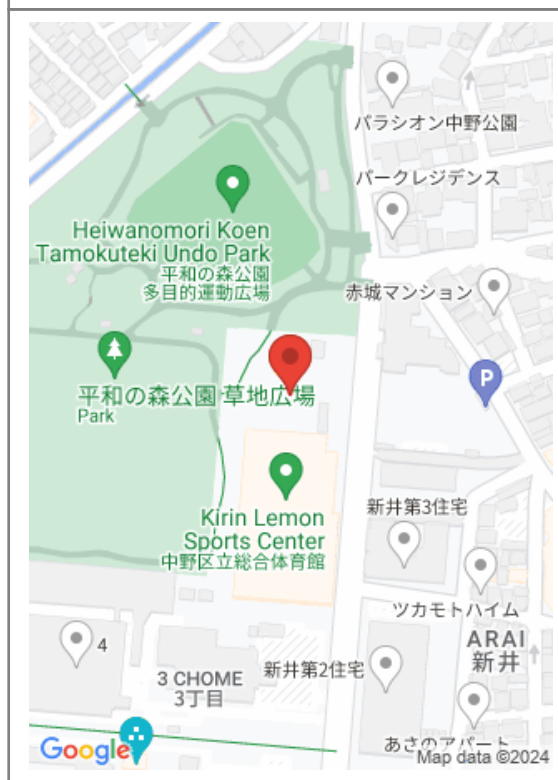 パラシオン中野公園
パークレジデンス
Heiwanomori Koen
Tamokuteki Undo Park
平和の森公園
多目的運動広場
赤城マンション
P
平和の森公園 草地広場
Park
Kirin Lemon
Sports Center
中野区立総合体育館
新井第3住宅
ツカモトハイム
ARAI
新井
4
3 CHOME
3丁目
新井第2住宅
あさのアパート
Google
Map data ©2024